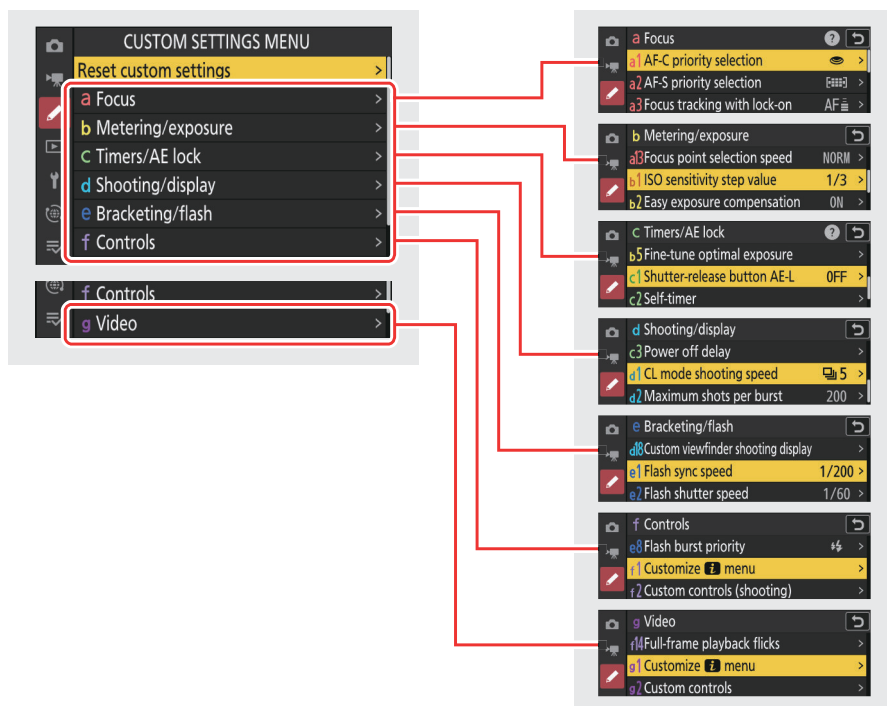 CUSTOM SETTINGS MENU
Reset custom settings
a Focus
b Metering/exposure
c Timers/AE lock
d Shooting/display
e Bracketing/flash
f Controls
f Controls
g Video
a Focus
a1 AF-C priority selection
a2 AF-S priority selection
a3 Focus tracking with lock-on AF
b Metering/exposure
a13 Focus point selection speed NORM
b1 ISO sensitivity step value 1/3
b2 Easy exposure compensation ON
c Timers/AE lock
b5 Fine-tune optimal exposure
c1 Shutter-release button AE-L OFF
c2 Self-timer
d Shooting/display
c3 Power off delay
d1 CL mode shooting speed 5
d2 Maximum shots per burst 200
e Bracketing/flash
d18 Custom viewfinder shooting display
e1 Flash sync speed 1/200
e2 Flash shutter speed 1/60
f Controls
e8 Flash burst priority
f1 Customize i menu
f2 Custom controls (shooting)
g Video
f14 Full-frame playback flicks
g1 Customize i menu
g2 Custom controls